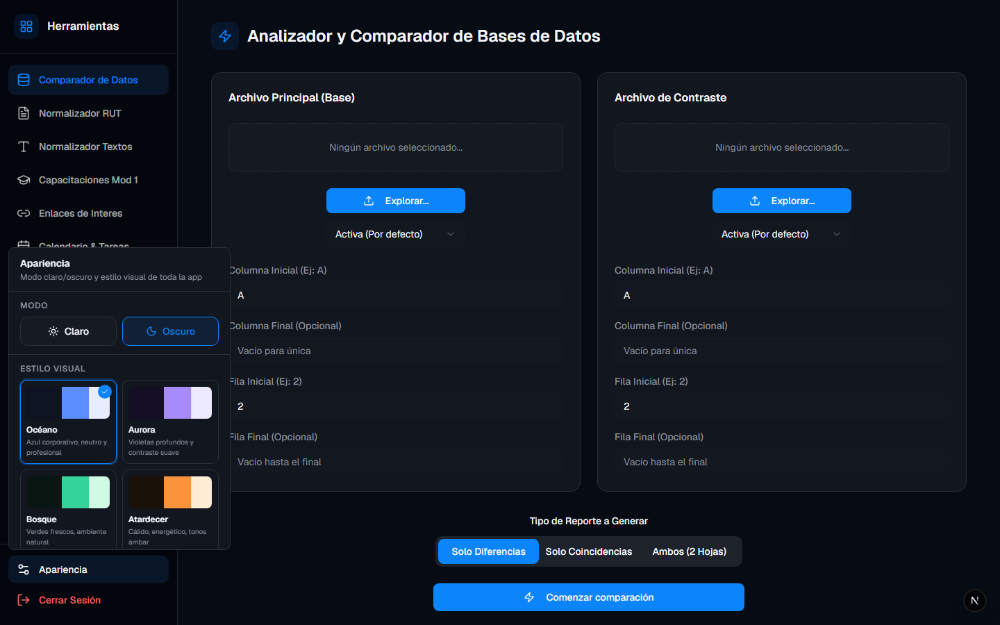 Herramientas
Comparador de Datos
Normalizador RUT
Normalizador Textos
Capacitaciones Mod 1
Enlaces de Interes
Calendario & Tareas
Apariencia
Modo claro/oscuro y estilo visual de toda la app
MODO
Claro
Oscuro
ESTILO VISUAL
Océano
Azul corporativo, neutro y
profesional
Aurora
Violetas profundos y
contraste suave
Bosque
Verdes frescos, ambiente
natural
Atardecer
Cálido, energético, tonos
ámbar
Apariencia
Cerrar Sesión
Analizador y Comparador de Bases de Datos
Archivo Principal (Base)
Ningún archivo seleccionado...
Explorar...
Activa (Por defecto)
Columna Inicial (Ej: A)
A
Columna Final (Opcional)
Vacío para única
Fila Inicial (Ej: 2)
2
Fila Final (Opcional)
Vacío hasta el final
Archivo de Contraste
Ningún archivo seleccionado...
Explorar...
Activa (Por defecto)
Columna Inicial (Ej: A)
A
Columna Final (Opcional)
Vacío para única
Fila Inicial (Ej: 2)
2
Fila Final (Opcional)
Vacío hasta el final
Tipo de Reporte a Generar
Solo Diferencias
Solo Coincidencias
Ambos (2 Hojas)
Comenzar comparación
N